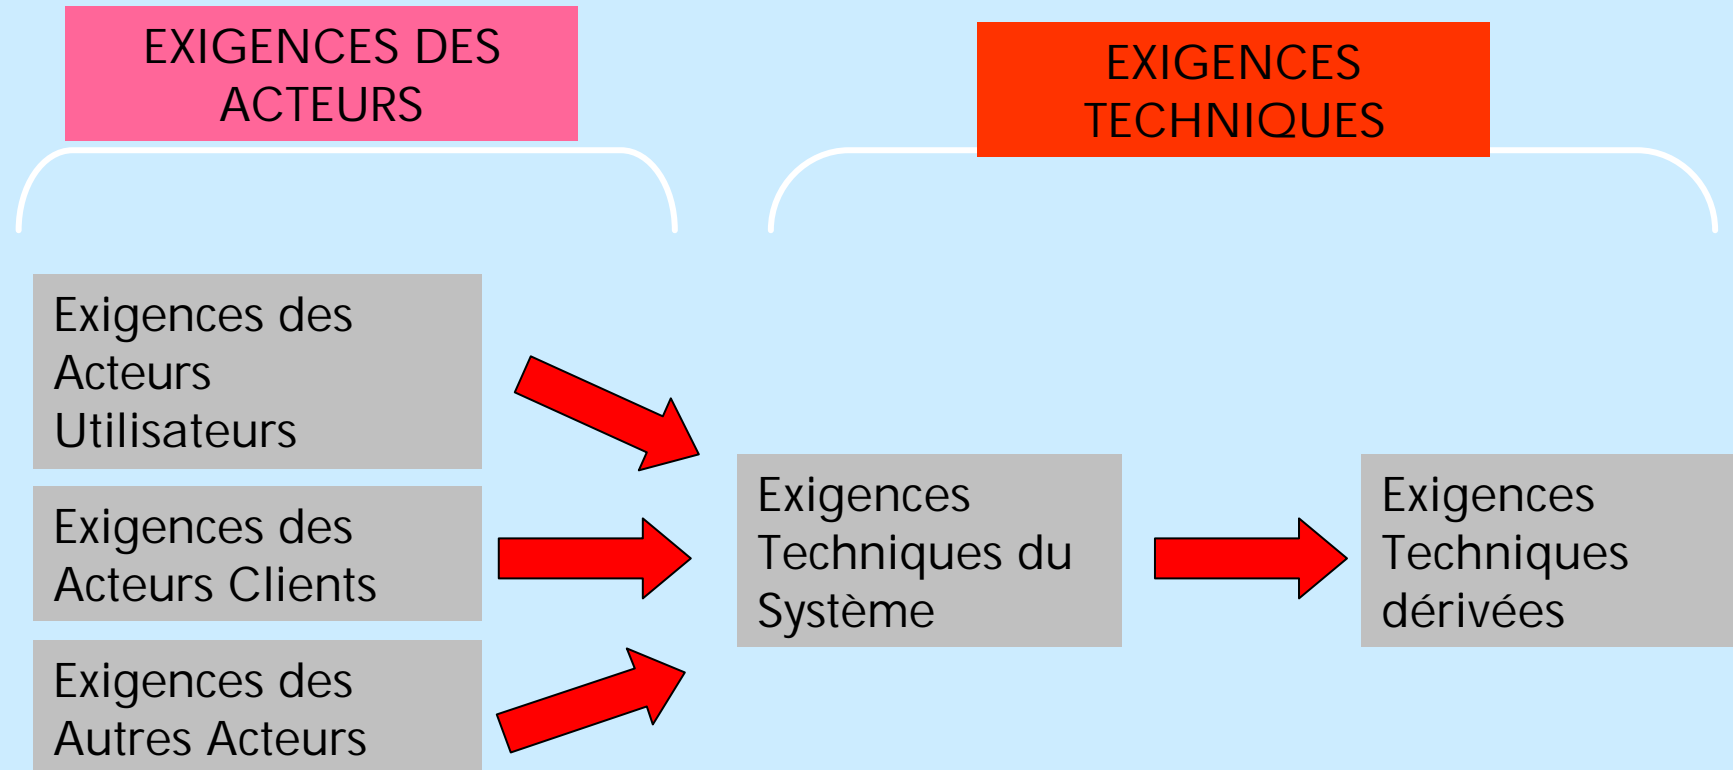 EXIGENCES DES
ACTEURS
EXIGENCES
TECHNIQUES
Exigences des
Acteurs
Utilisateurs
Exigences des
Acteurs Clients
Exigences des
Autres Acteurs
Exigences
Techniques du
Système
Exigences
Techniques
dérivées